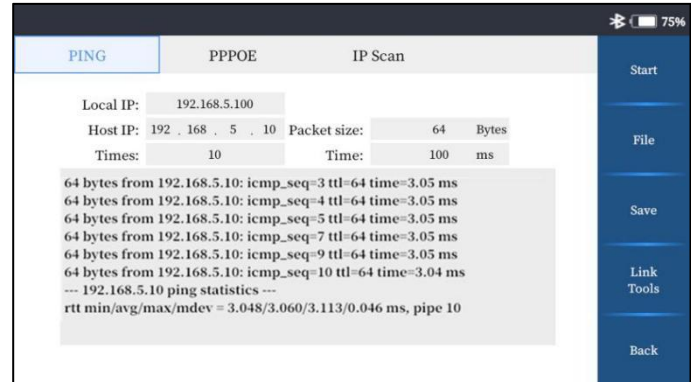 75%
PING PPPOE IP Scan
Local IP: 192.168.5.100
Host IP: 192 . 168 . 5 . 10 Packet size: 64 Bytes
Times: 10 Time: 100 ms
64 bytes from 192.168.5.10: icmp_seq=3 ttl=64 time=3.05 ms
64 bytes from 192.168.5.10: icmp_seq=4 ttl=64 time=3.05 ms
64 bytes from 192.168.5.10: icmp_seq=5 ttl=64 time=3.05 ms
64 bytes from 192.168.5.10: icmp_seq=7 ttl=64 time=3.05 ms
64 bytes from 192.168.5.10: icmp_seq=9 ttl=64 time=3.05 ms
64 bytes from 192.168.5.10: icmp_seq=10 ttl=64 time=3.04 ms
--- 192.168.5.10 ping statistics ---
rtt min/avg/max/mdev = 3.048/3.060/3.113/0.046 ms, pipe 10
Start
File
Save
Link
Tools
Back